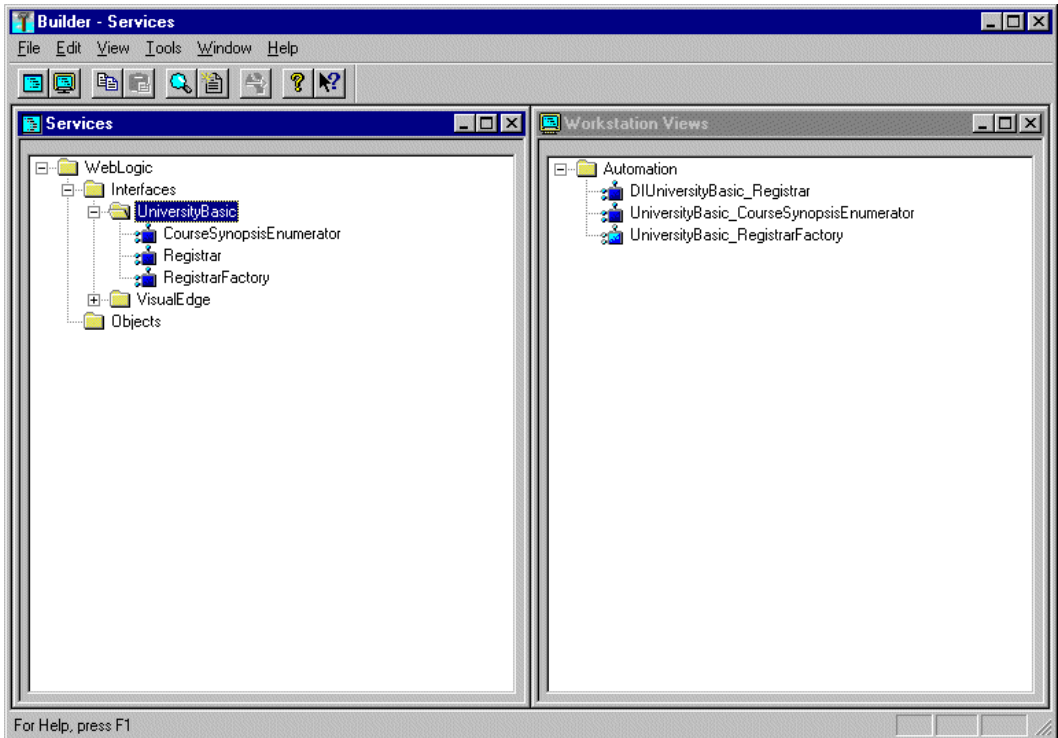 Builder - Services
File Edit View Tools Window Help
Services
WebLogic
Interfaces
UniversityBasic
CourseSynopsisEnumerator
Registrar
RegistrarFactory
VisualEdge
Objects
Workstation Views
Automation
DIUniversityBasic_Registrar
UniversityBasic_CourseSynopsisEnumerator
UniversityBasic_RegistrarFactory
For Help, press F1